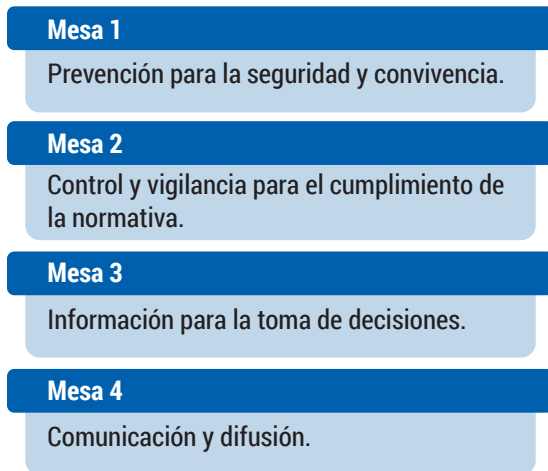 Mesa 1
Prevención para la seguridad y convivencia.
Mesa 2
Control y vigilancia para el cumplimiento de
la normativa.
Mesa 3
Información para la toma de decisiones.
Mesa 4
Comunicación y difusión.